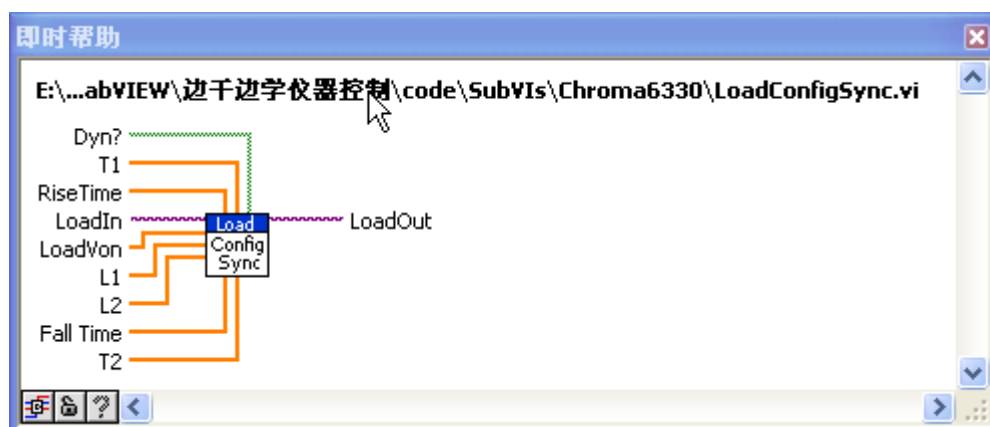 即时帮助
E:\...abVIEW\边干边学仪器控制\code\SubVIs\Chroma6330\LoadConfigSync.vi
Dyn?
T1
RiseTime
LoadIn
LoadVon
L1
L2
Fall Time
T2
Load
Config
Sync
LoadOut
?